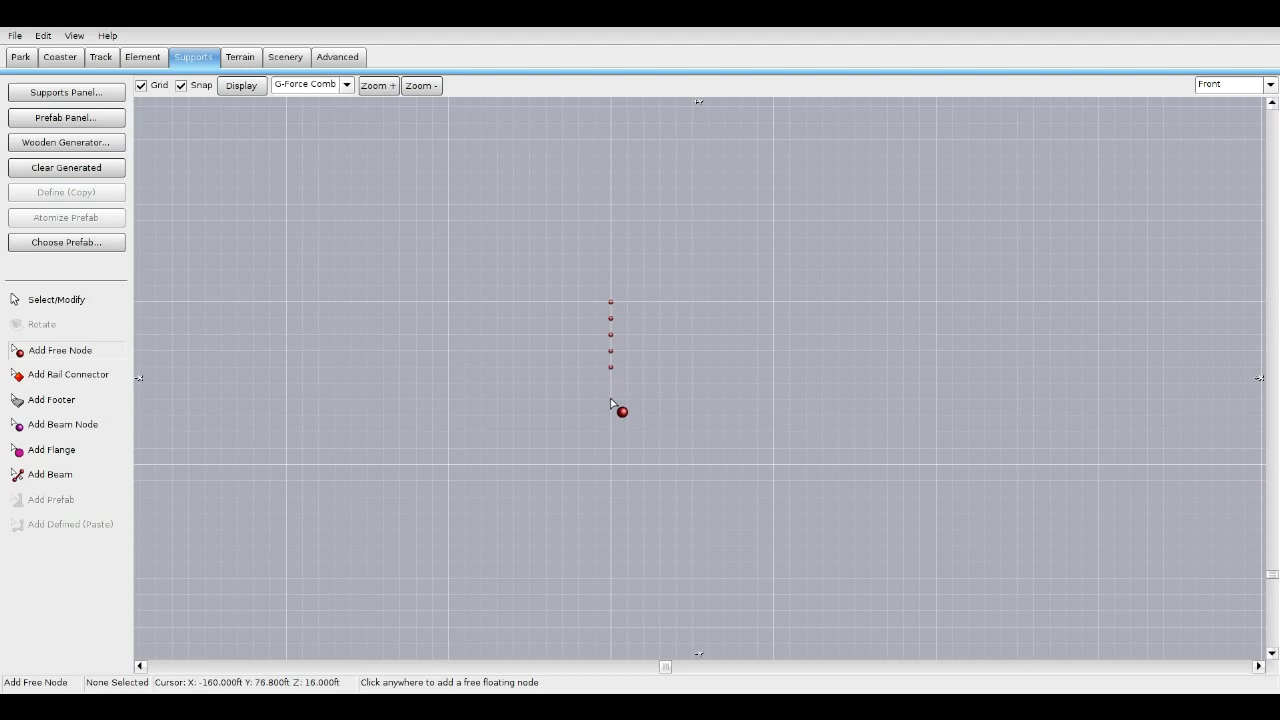 File Edit View Help
Park Coaster Track Element Supports Terrain Scenery Advanced
Supports Panel... Grid Snap Display G-Force Comb Zoom + Zoom - Front
Prefab Panel...
Wooden Generator...
Clear Generated
Define (Copy)
Atomize Prefab
Choose Prefab...
Select/Modify
Rotate
Add Free Node
Add Rail Connector
Add Footer
Add Beam Node
Add Flange
Add Beam
Add Prefab
Add Defined (Paste)
Add Free Node None Selected Cursor: X: -160.000ft Y: 76.800ft Z: 16.000ft Click anywhere to add a free floating node